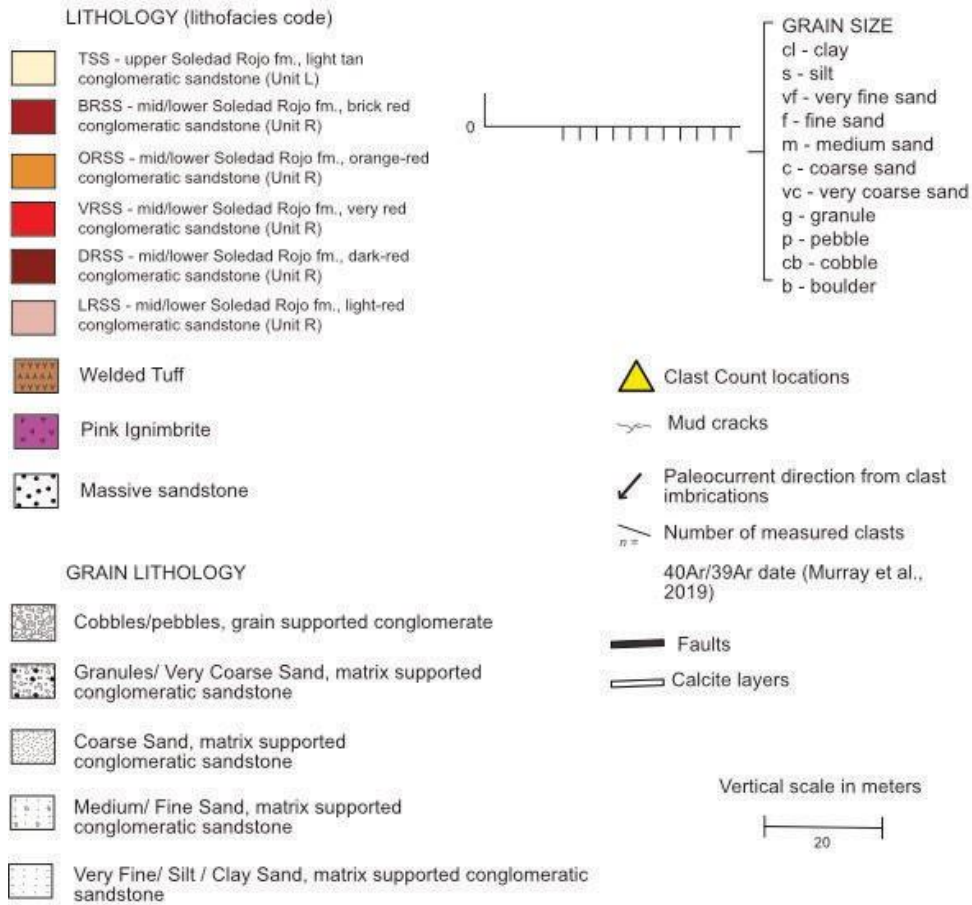 LITHOLOGY (lithofacies code)
TSS - upper Soledad Rojo fm., light tan
conglomeratic sandstone (Unit L)
BRSS - mid/lower Soledad Rojo fm., brick red
conglomeratic sandstone (Unit R)
ORSS - mid/lower Soledad Rojo fm., orange-red
conglomeratic sandstone (Unit R)
VRSS - mid/lower Soledad Rojo fm., very red
conglomeratic sandstone (Unit R)
DRSS - mid/lower Soledad Rojo fm., dark-red
conglomeratic sandstone (Unit R)
LRSS - mid/lower Soledad Rojo fm., light-red
conglomeratic sandstone (Unit R)
Welded Tuff
Pink Ignimbrite
Massive sandstone
GRAIN LITHOLOGY
Cobbles/pebbles, grain supported conglomerate
Granules/ Very Coarse Sand, matrix supported
conglomeratic sandstone
Coarse Sand, matrix supported
conglomeratic sandstone
Medium/ Fine Sand, matrix supported
conglomeratic sandstone
Very Fine/ Silt / Clay Sand, matrix supported conglomeratic
sandstone
0
GRAIN SIZE
cl - clay
s - silt
vf - very fine sand
f - fine sand
m - medium sand
c - coarse sand
vc - very coarse sand
g - granule
p - pebble
cb - cobble
b - boulder
Clast Count locations
Mud cracks
Paleocurrent direction from clast
imbrications
n =
Number of measured clasts
40Ar/39Ar date (Murray et al.,
2019)
Faults
Calcite layers
Vertical scale in meters
20